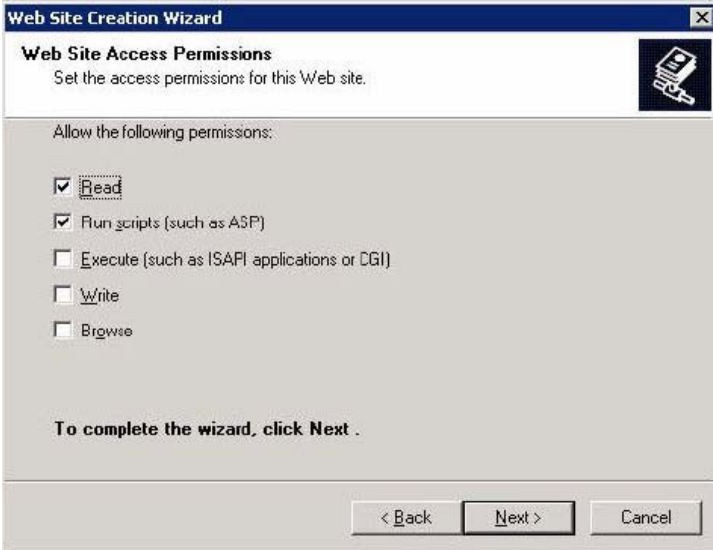 Web Site Creation Wizard
Web Site Access Permissions
Set the access permissions for this Web site.
Allow the following permissions:
Read
Run scripts (such as ASP)
Execute (such as ISAPI applications or CGI)
Write
Browse
To complete the wizard, click Next .
< Back Next > Cancel